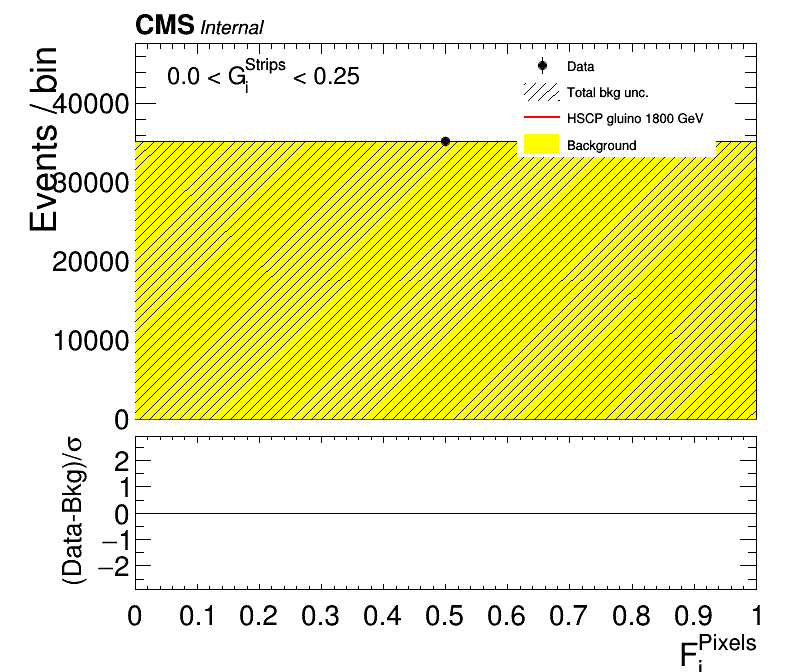 CMS Internal
0.0 < G_i^Strips < 0.25
Data
Total bkg unc.
HSCP gluino 1800 GeV
Background
Events / bin
40000
30000
20000
10000
0
(Data-Bkg)/σ
2
1
0
−1
−2
0 0.1 0.2 0.3 0.4 0.5 0.6 0.7 0.8 0.9 1
F_i^Pixels